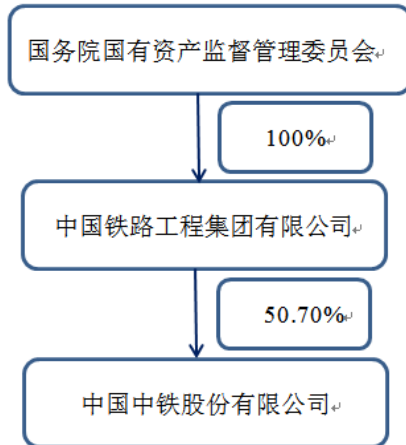 国务院国有资产监督管理委员会
100%
中国铁路工程集团有限公司
50.70%
中国中铁股份有限公司